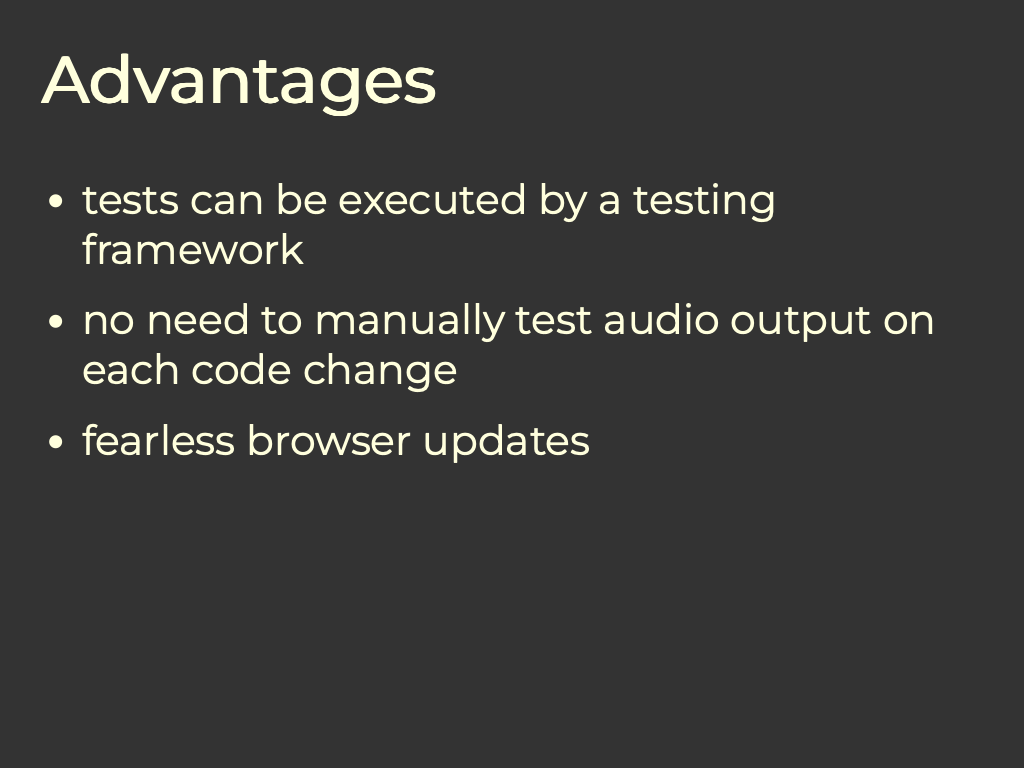 Advantages
• tests can be executed by a testing
framework
• no need to manually test audio output on
each code change
• fearless browser updates